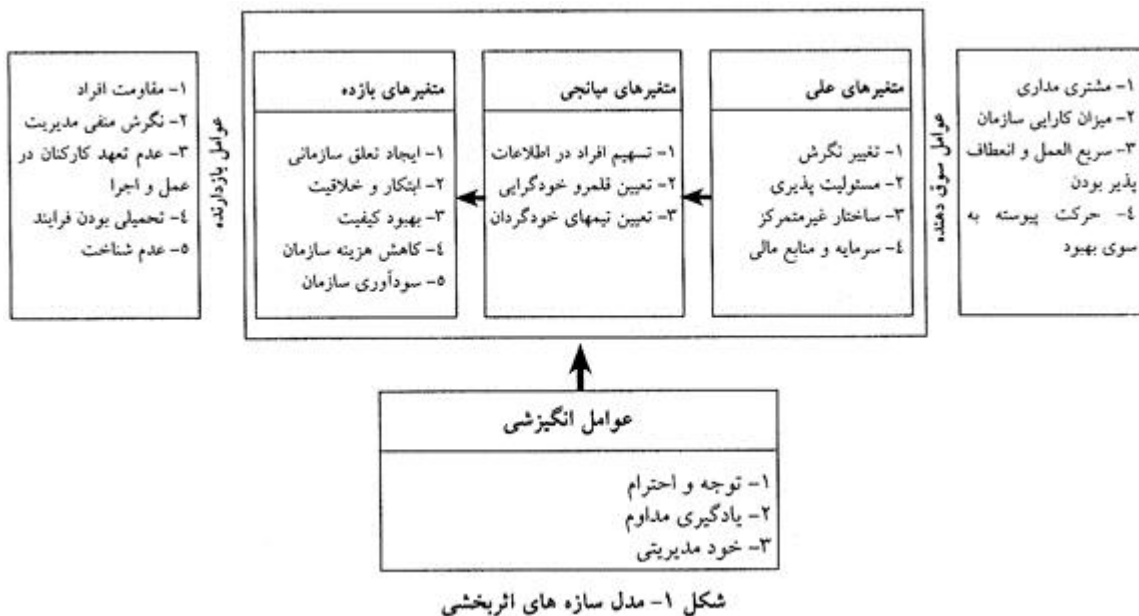 عوامل سوق دهنده
۱- مشتری مداری
۲- میزان کارایی سازمان
۳- سریع العمل و انعطاف
پذیر بودن
٤- حرکت پیوسته به
سوی بهبود
متغیرهای علی
۱- تغییر نگرش
۲- مسئولیت پذیری
۳- ساختار غیرمتمرکز
٤- سرمایه و منابع مالی
متغیرهای میانجی
۱- تسهیم افراد در اطلاعات
۲- تعیین قلمرو خودگرایی
۳- تعیین تیمهای خودگردان
متغیرهای بازده
۱- ایجاد تعلق سازمانی
۲- ابتکار و خلاقیت
۳- بهبود کیفیت
٤- کاهش هزینه سازمان
٥- سودآوری سازمان
عوامل بازدارنده
۱- مقاومت افراد
۲- نگرش منفی مدیریت
۳- عدم تعهد کارکنان در
عمل و اجرا
٤- تحمیلی بودن فرایند
٥- عدم شناخت
عوامل انگیزشی
۱- توجه و احترام
۲- یادگیری مداوم
۳- خود مدیریتی
شکل ۱- مدل سازه های اثربخشی